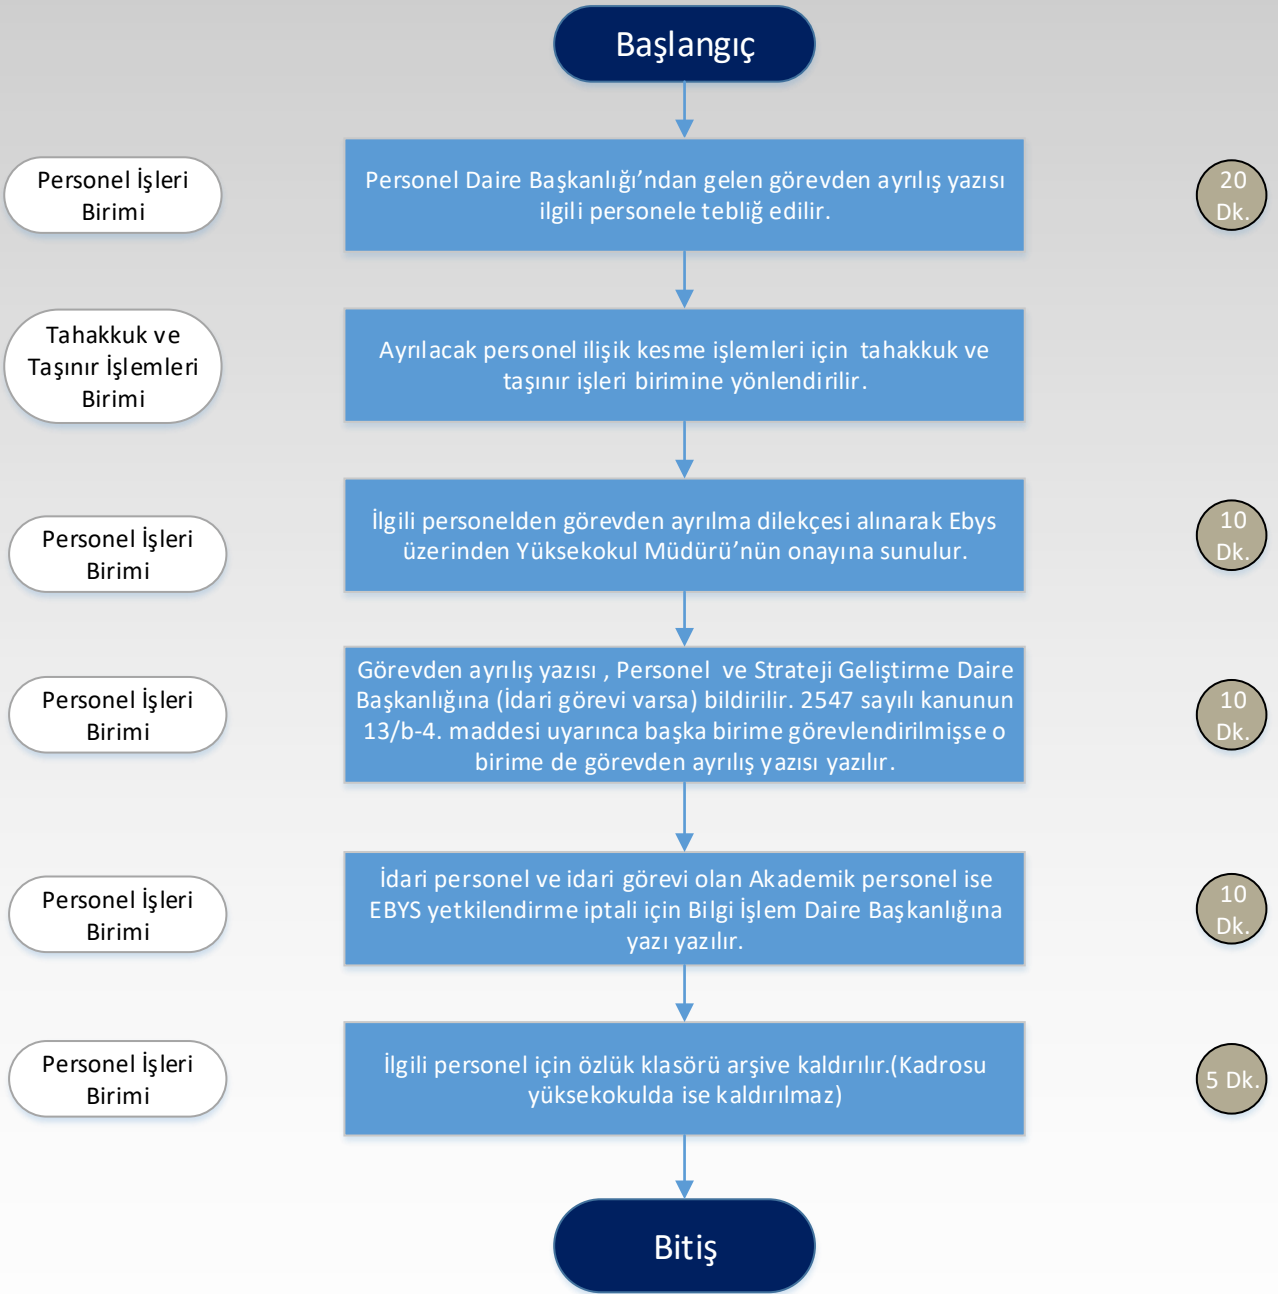 Başlangıç
Personel İşleri
Birimi
Personel Daire Başkanlığı’ndan gelen görevden ayrılış yazısı
ilgili personele tebliğ edilir.
20
Dk.
Tahakkuk ve
Taşınır İşlemleri
Birimi
Ayrılacak personel ilişik kesme işlemleri için tahakkuk ve
taşınır işleri birimine yönlendirilir.
Personel İşleri
Birimi
İlgili personelden görevden ayrılma dilekçesi alınarak Ebys
üzerinden Yüksekokul Müdürü’nün onayına sunulur.
10
Dk.
Personel İşleri
Birimi
Görevden ayrılış yazısı , Personel ve Strateji Geliştirme Daire
Başkanlığına (İdari görevi varsa) bildirilir. 2547 sayılı kanunun
13/b-4. maddesi uyarınca başka birime görevlendirilmişse o
birime de görevden ayrılış yazısı yazılır.
10
Dk.
Personel İşleri
Birimi
İdari personel ve idari görevi olan Akademik personel ise
EBYS yetkilendirme iptali için Bilgi İşlem Daire Başkanlığına
yazı yazılır.
10
Dk.
Personel İşleri
Birimi
İlgili personel için özlük klasörü arşive kaldırılır.(Kadrosu
yüksekokulda ise kaldırılmaz)
5 Dk.
Bitiş